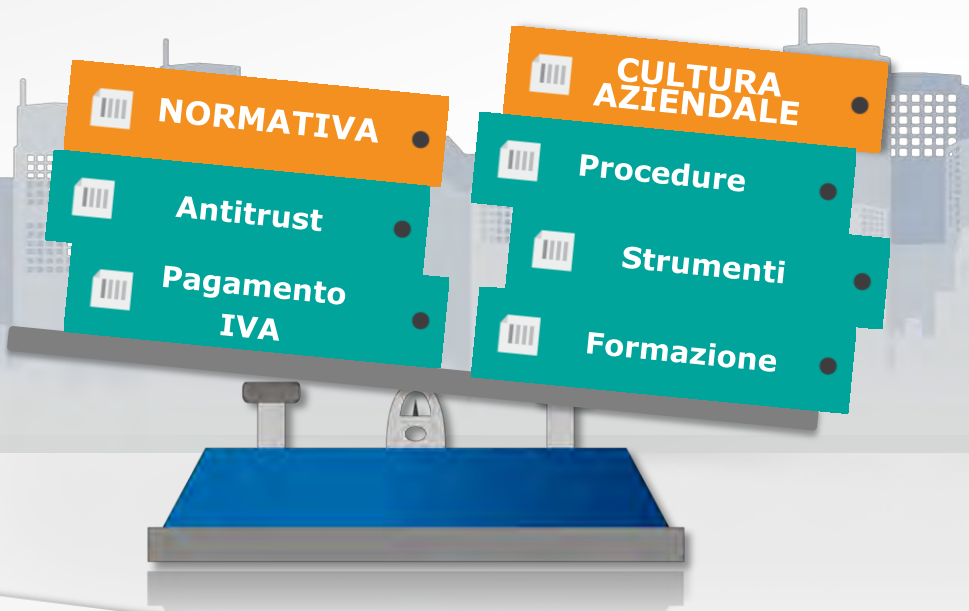 NORMATIVA
Antitrust
Pagamento
IVA
CULTURA
AZIENDALE
Procedure
Strumenti
Formazione